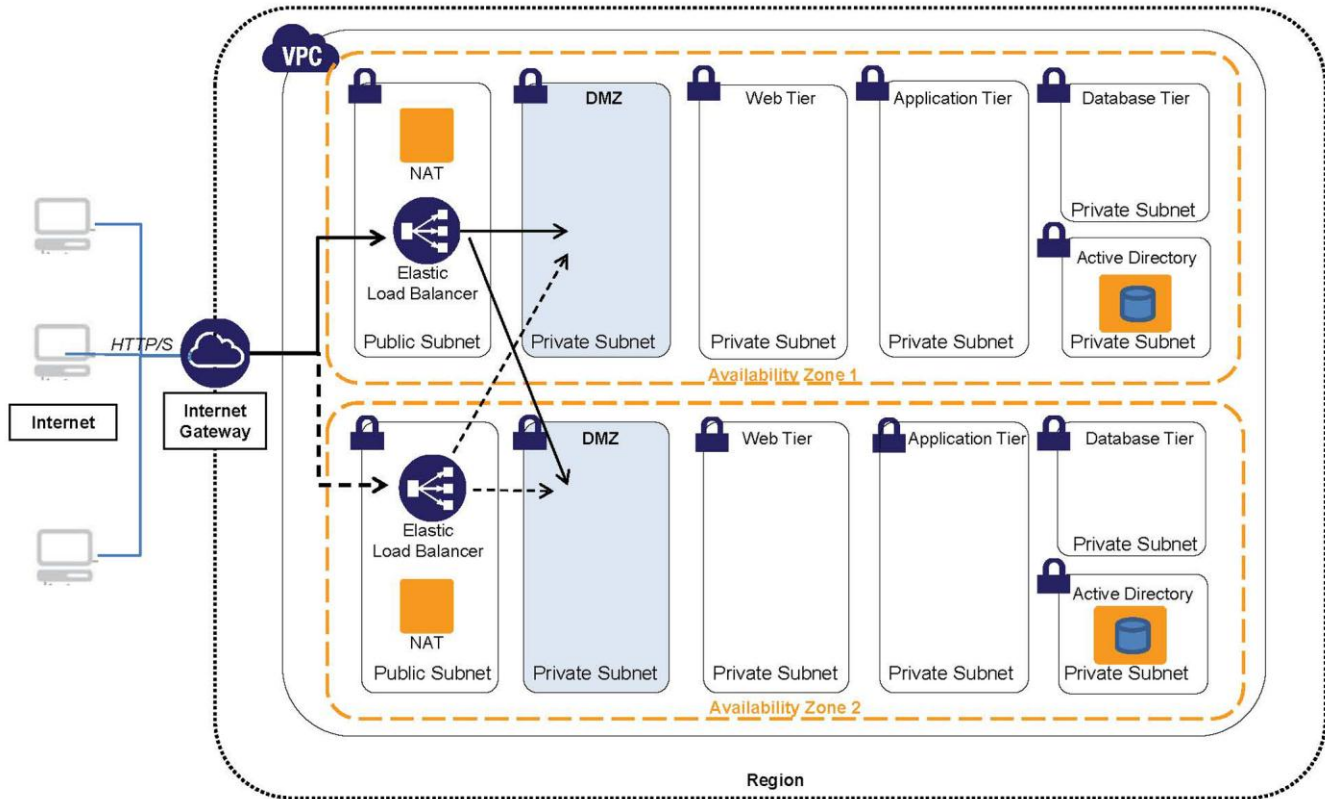 VPC
DMZ
Web Tier
Application Tier
Database Tier
NAT
Private Subnet
Active Directory
Elastic
Load Balancer
Public Subnet
Private Subnet
Private Subnet
Private Subnet
Private Subnet
Availability Zone 1
HTTP/S
Internet
Internet
Gateway
DMZ
Web Tier
Application Tier
Database Tier
Elastic
Load Balancer
Private Subnet
Active Directory
NAT
Public Subnet
Private Subnet
Private Subnet
Private Subnet
Private Subnet
Availability Zone 2
Region